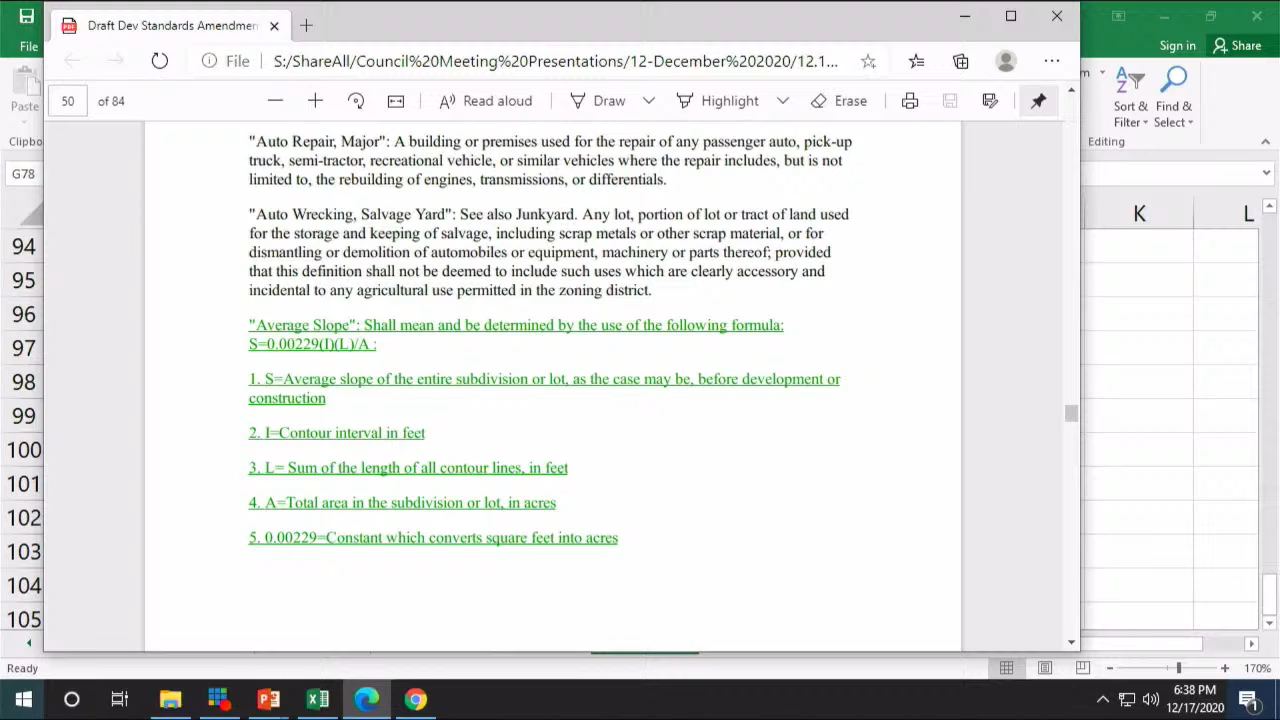 Draft Dev Standards Amendmen
File
Sign in
Share
File
S:/ShareAll/Council%20Meeting%20Presentations/12-December%202020/12.1...
Paste
Clipbo
50 of 84
Read aloud
Draw
Highlight
Erase
Sort & Filter
Find & Select
Editing
G78
K
L
94
95
96
97
98
99
100
101
102
103
104
105
"Auto Repair, Major": A building or premises used for the repair of any passenger auto, pick-up
truck, semi-tractor, recreational vehicle, or similar vehicles where the repair includes, but is not
limited to, the rebuilding of engines, transmissions, or differentials.
"Auto Wrecking, Salvage Yard": See also Junkyard. Any lot, portion of lot or tract of land used
for the storage and keeping of salvage, including scrap metals or other scrap material, or for
dismantling or demolition of automobiles or equipment, machinery or parts thereof; provided
that this definition shall not be deemed to include such uses which are clearly accessory and
incidental to any agricultural use permitted in the zoning district.
"Average Slope": Shall mean and be determined by the use of the following formula:
S=0.00229(I)(L)/A :
1. S=Average slope of the entire subdivision or lot, as the case may be, before development or
construction
2. I=Contour interval in feet
3. L= Sum of the length of all contour lines, in feet
4. A=Total area in the subdivision or lot, in acres
5. 0.00229=Constant which converts square feet into acres
Ready
170%
6:38 PM
12/17/2020
1